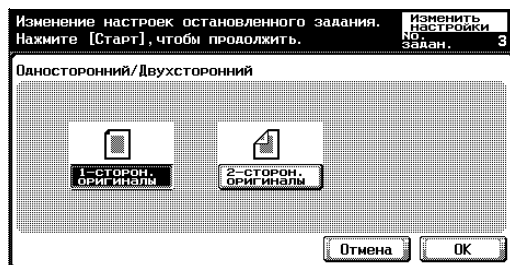 Изменение настроек остановленного задания.
Нажмите [Старт],чтобы продолжить.
Изменить
настройки
No.
задан. 3
Односторонний/Двухсторонний
1-сторон.
оригиналы
2-сторон.
оригиналы
Отмена
OK